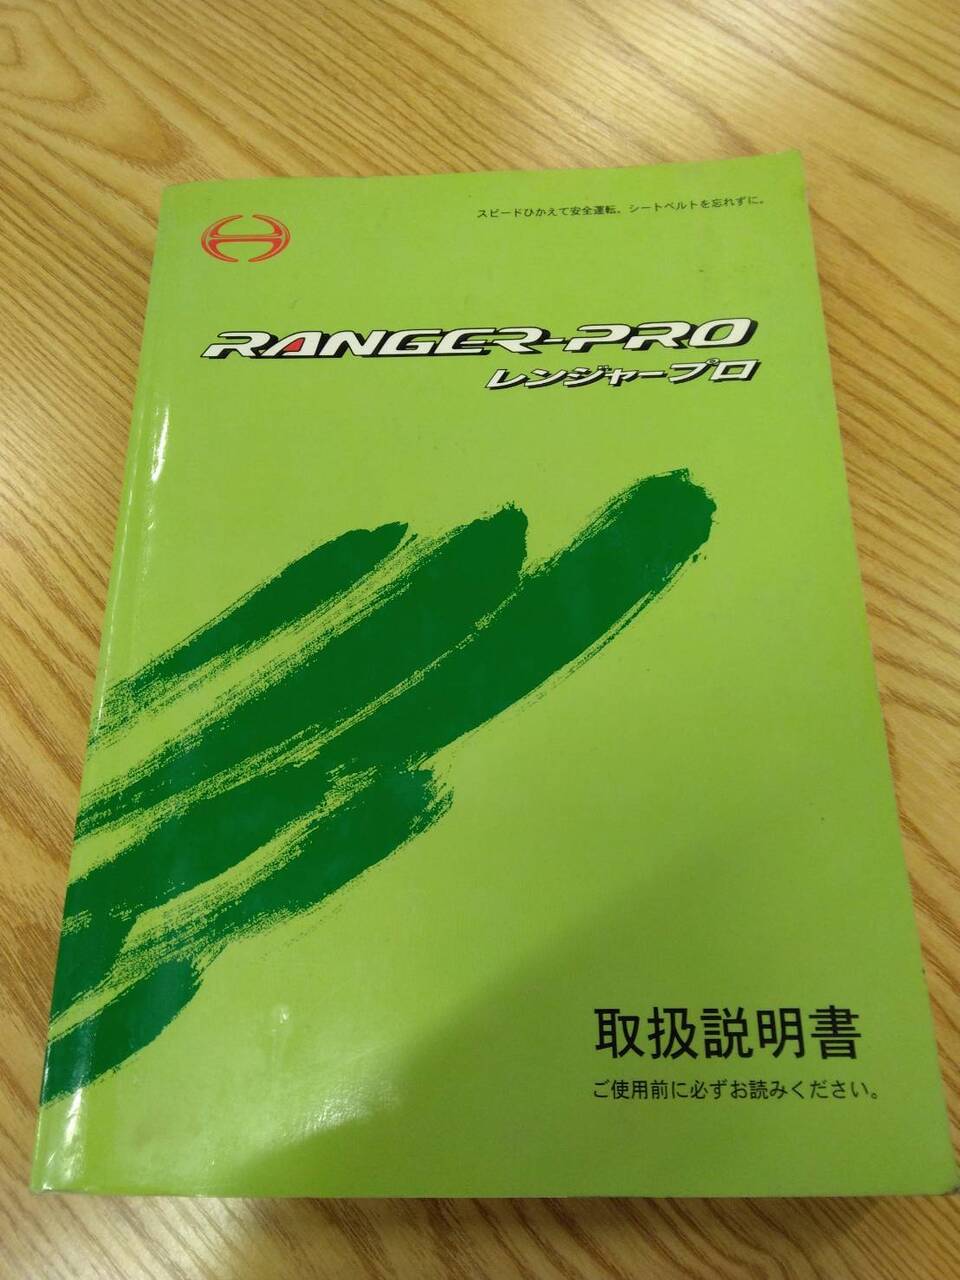 スピードひかえて安全運転、シートベルトを忘れずに。
RANGER-PRO
レンジャープロ
取扱説明書
ご使用前に必ずお読みください。